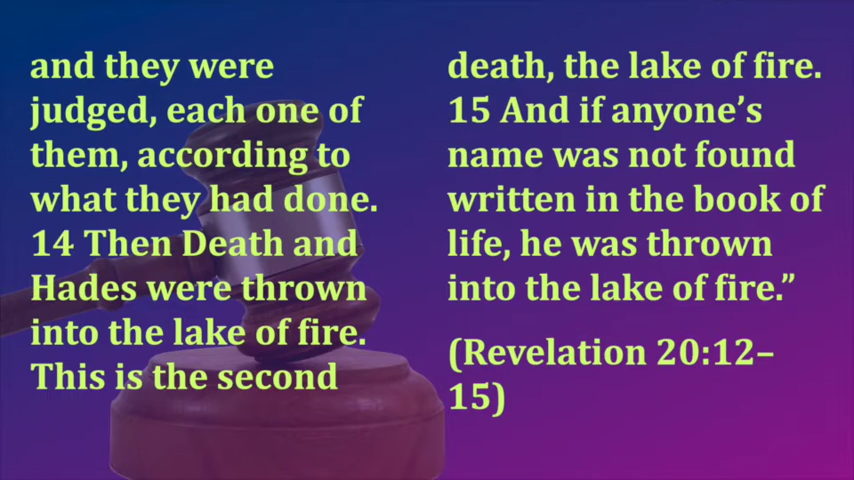 and they were
judged, each one of
them, according to
what they had done.
14 Then Death and
Hades were thrown
into the lake of fire.
This is the second
death, the lake of fire.
15 And if anyone’s
name was not found
written in the book of
life, he was thrown
into the lake of fire.”
(Revelation 20:12–
15)